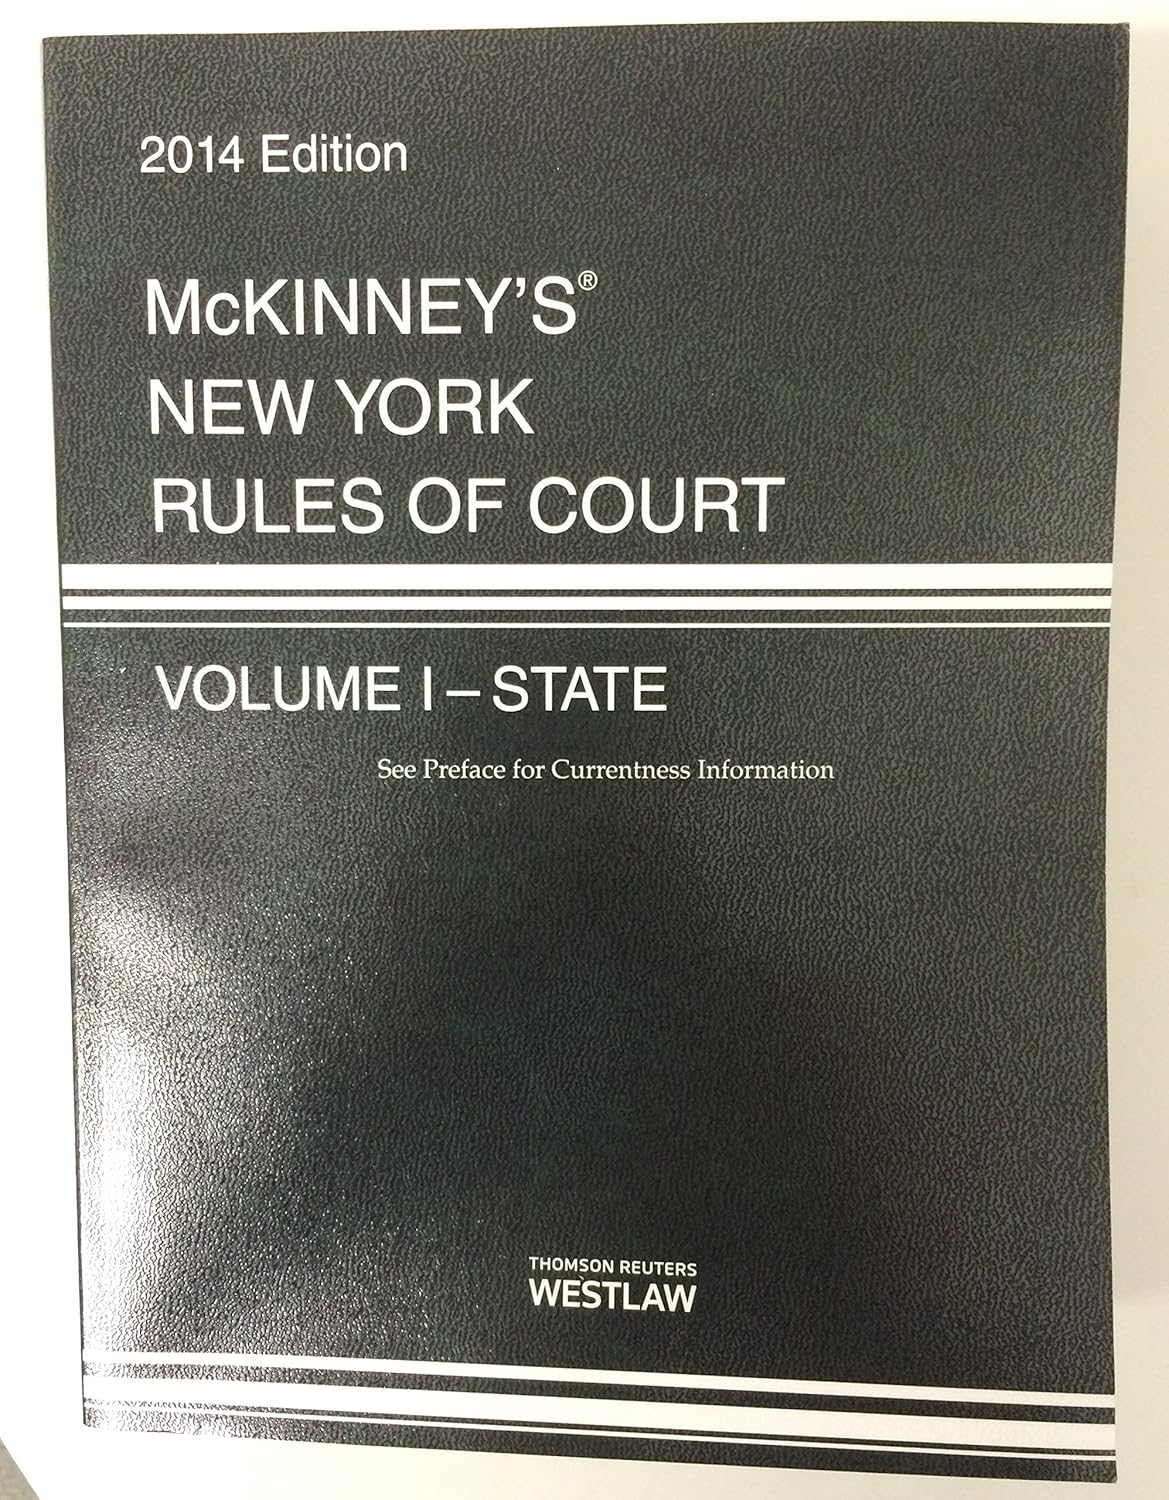 2014 Edition
McKINNEY'S®
NEW YORK
RULES OF COURT
VOLUME I – STATE
See Preface for Currentness Information
THOMSON REUTERS
WESTLAW